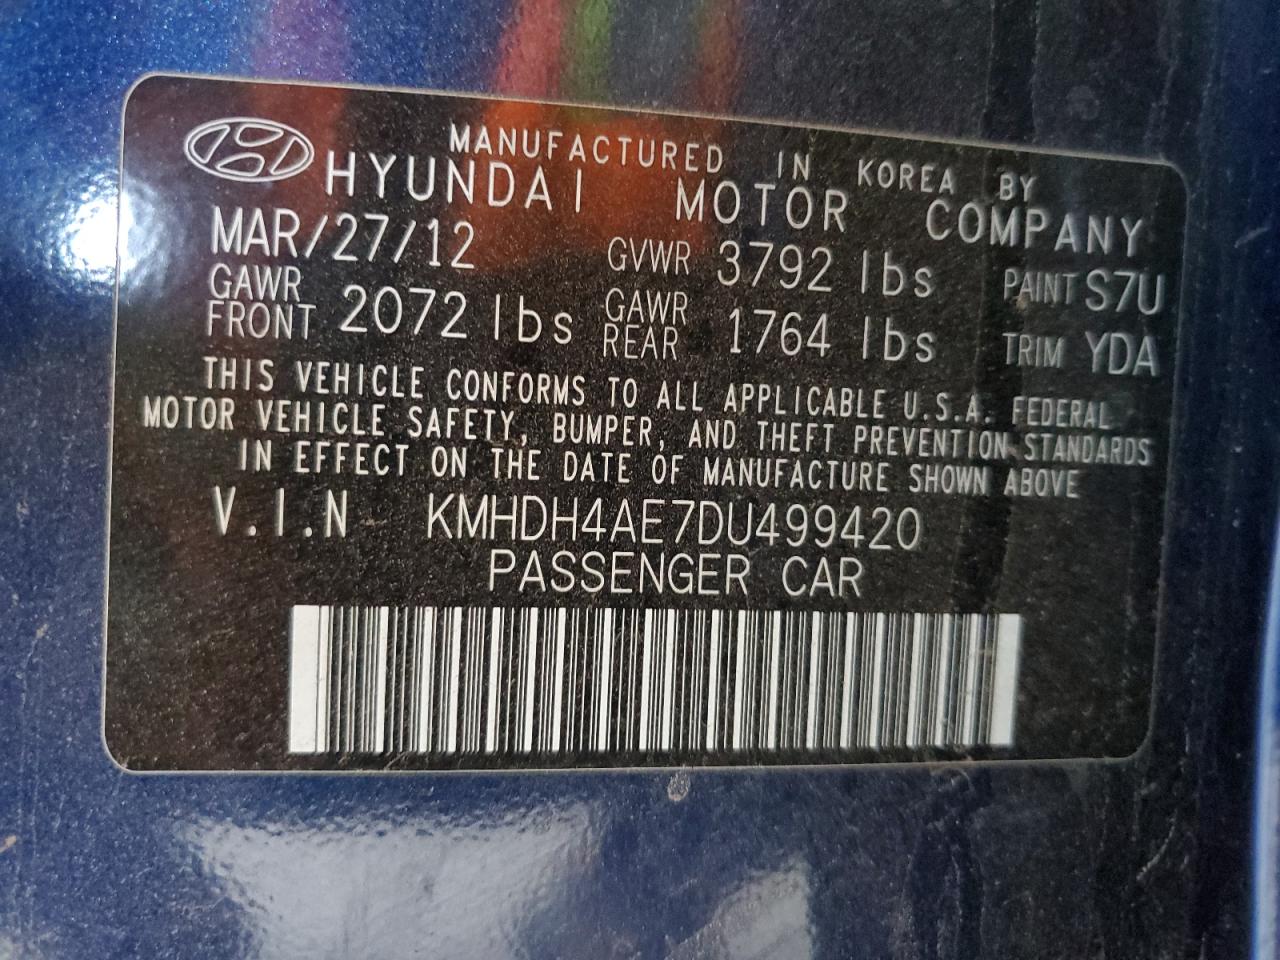 MANUFACTURED IN KOREA BY
HYUNDAI MOTOR COMPANY
MAR/27/12 GVWR 3792 lbs PAINT S7U
GAWR FRONT 2072 lbs GAWR REAR 1764 lbs TRIM YDA
THIS VEHICLE CONFORMS TO ALL APPLICABLE U.S.A. FEDERAL
MOTOR VEHICLE SAFETY, BUMPER, AND THEFT PREVENTION STANDARDS
IN EFFECT ON THE DATE OF MANUFACTURE SHOWN ABOVE
V.I.N KMHDH4AE7DU499420
PASSENGER CAR